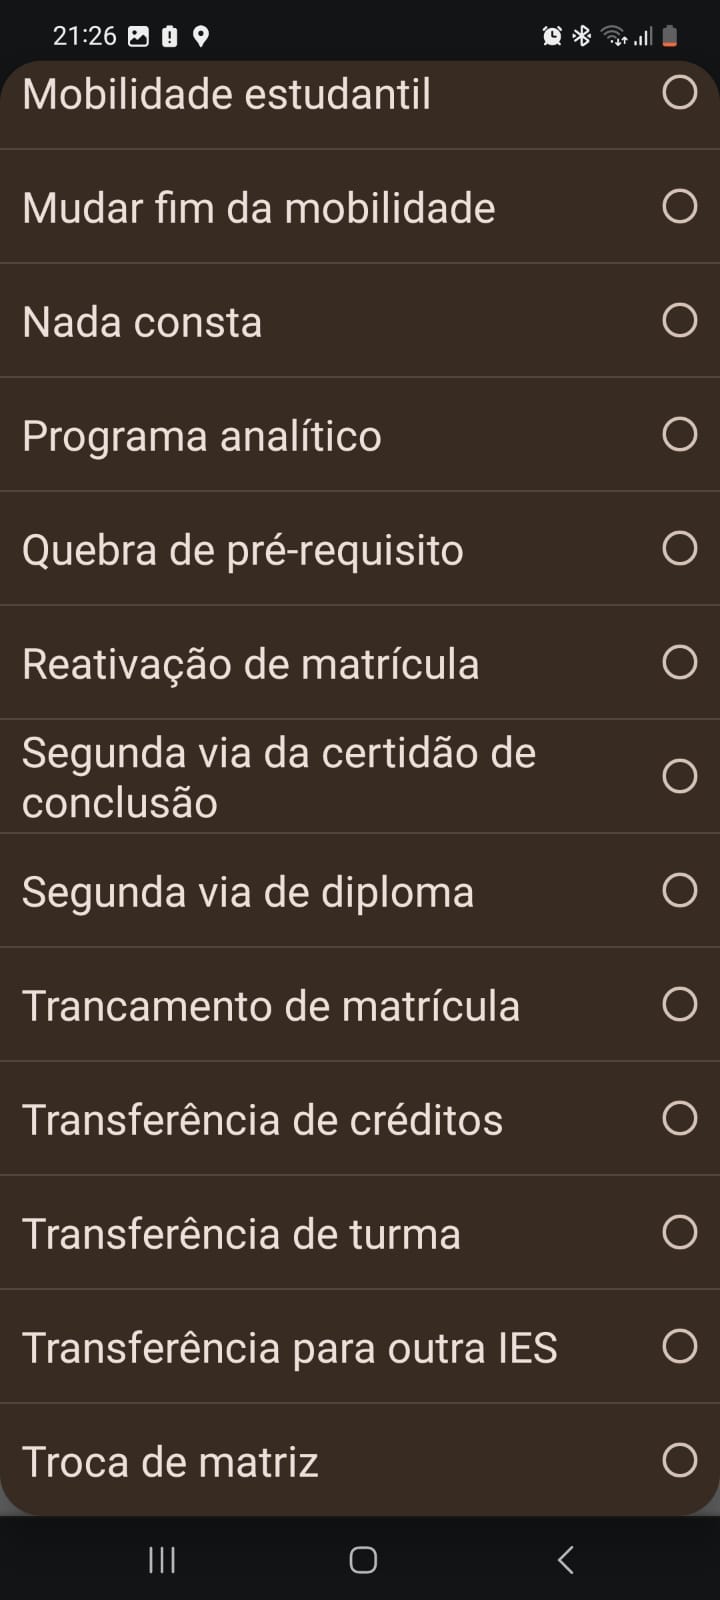 21:26
Mobilidade estudantil
Mudar fim da mobilidade
Nada consta
Programa analítico
Quebra de pré-requisito
Reativação de matrícula
Segunda via da certidão de
conclusão
Segunda via de diploma
Trancamento de matrícula
Transferência de créditos
Transferência de turma
Transferência para outra IES
Troca de matriz